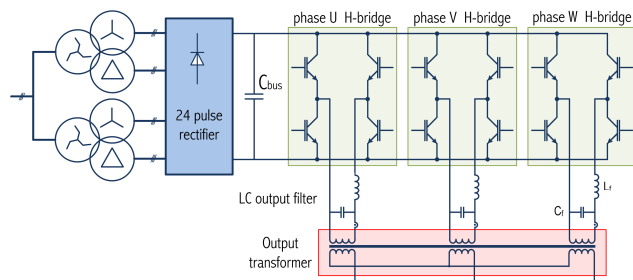 phase U H-bridge
phase V H-bridge
phase W H-bridge
Cbus
24 pulse
rectifier
LC output filter
Lf
Cf
Output
transformer